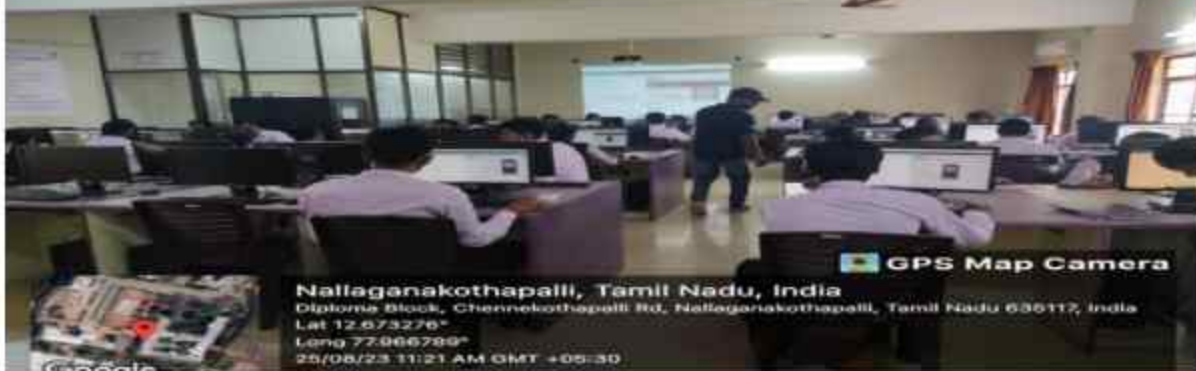 GPS Map Camera
Nallaganakothapalli, Tamil Nadu, India
Diploma Block, Chennekothapalli Rd, Nallaganakothapalli, Tamil Nadu 635117, India
Lat 12.673276°
Long 77.966789°
25/08/23 11:21 AM GMT +05:30
Google